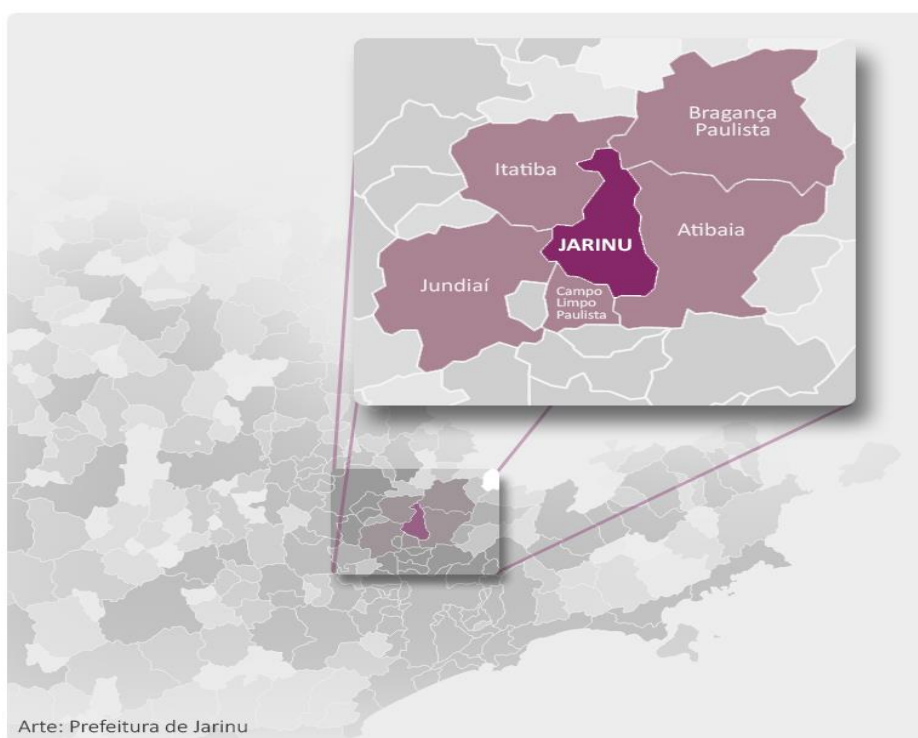 Bragança
Paulista
Itatiba
Atibaia
JARINU
Jundiaí
Campo
Limpo
Paulista
Arte: Prefeitura de Jarinu